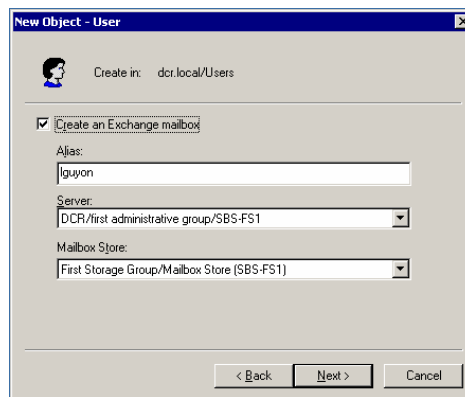 New Object - User
Create in: dcr.local/Users
Create an Exchange mailbox
Alias:
lguyon
Server:
DCR/first administrative group/SBS-FS1
Mailbox Store:
First Storage Group/Mailbox Store (SBS-FS1)
< Back Next > Cancel